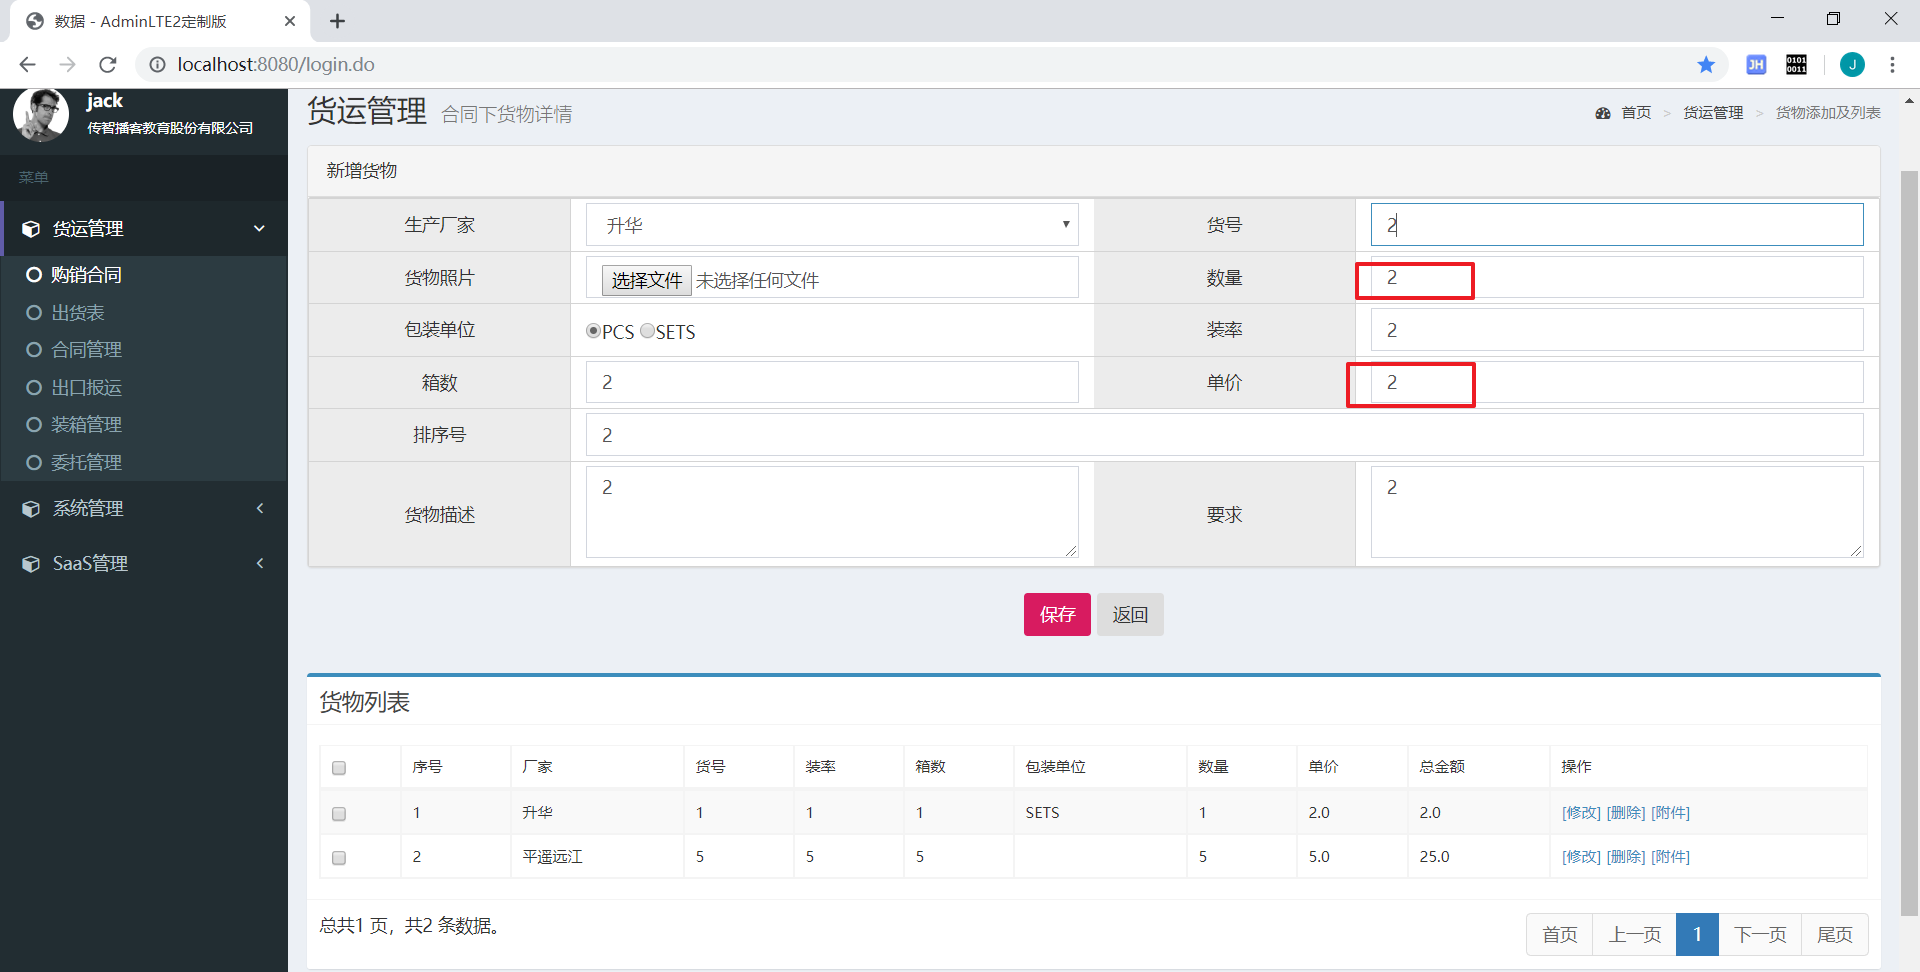 数据 - AdminLTE2定制版
localhost:8080/login.do
JH
0101
0011
J
jack
传智播客教育股份有限公司
菜单
货运管理
购销合同
出货表
合同管理
出口报运
装箱管理
委托管理
系统管理
SaaS管理
货运管理 合同下货物详情
首页 > 货运管理 > 货物添加及列表
新增货物
生产厂家 升华 货号 2
货物照片 选择文件 未选择任何文件 数量 2
包装单位 PCS SETS 装率 2
箱数 2 单价 2
排序号 2
货物描述 2 要求 2
保存 返回
货物列表
序号 厂家 货号 装率 箱数 包装单位 数量 单价 总金额 操作
1 升华 1 1 1 SETS 1 2.0 2.0 [修改] [删除] [附件]
2 平遥远江 5 5 5 5 5.0 25.0 [修改] [删除] [附件]
总共1 页，共2 条数据。
首页 上一页 1 下一页 尾页